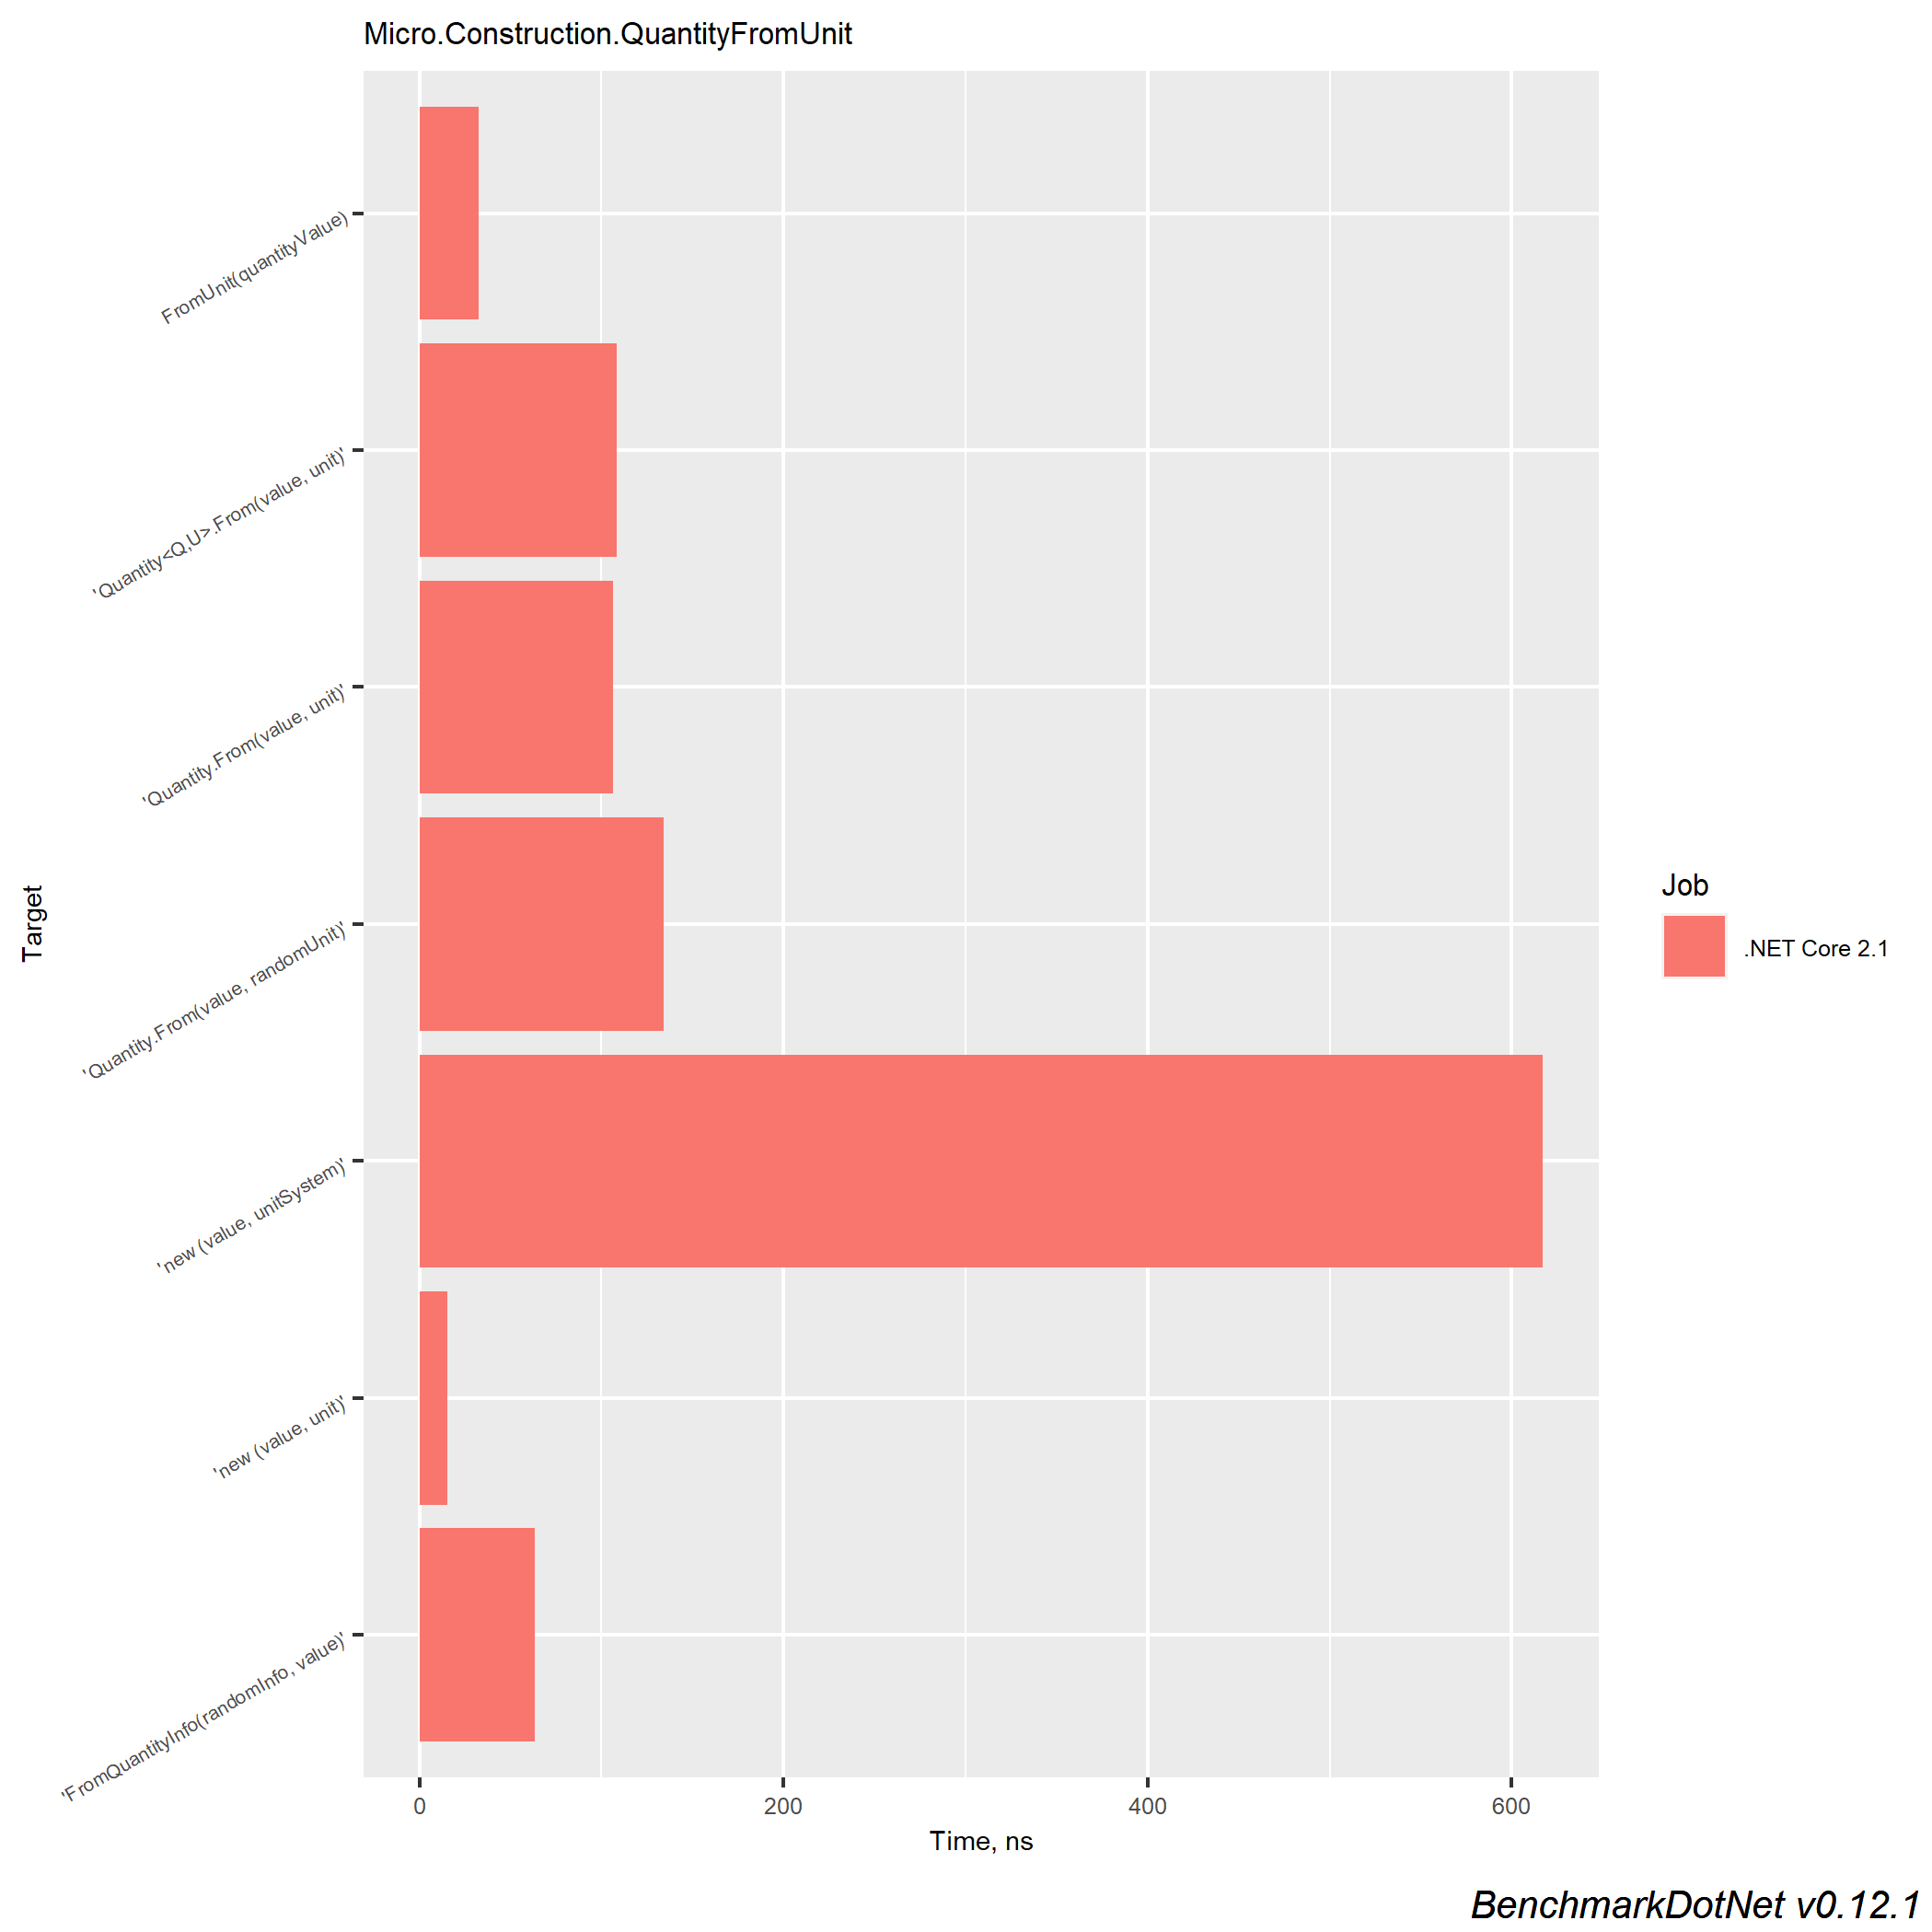 Micro.Construction.QuantityFromUnit
FromUnit(quantityValue)
'Quantity<Q,U>.From(value, unit)'
'Quantity.From(value, unit)'
'Quantity.From(value, randomUnit)'
'new (value, unitSystem)'
'new (value, unit)'
'FromQuantityInfo(randomInfo, value)'
Target
0
200
400
600
Time, ns
Job
.NET Core 2.1
BenchmarkDotNet v0.12.1